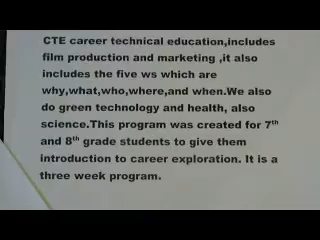 CTE career technical education,includes
film production and marketing ,it also
includes the five ws which are
why,what,who,where,and when.We also
do green technology and health, also
science.This program was created for 7th
and 8th grade students to give them
introduction to career exploration. It is a
three week program.